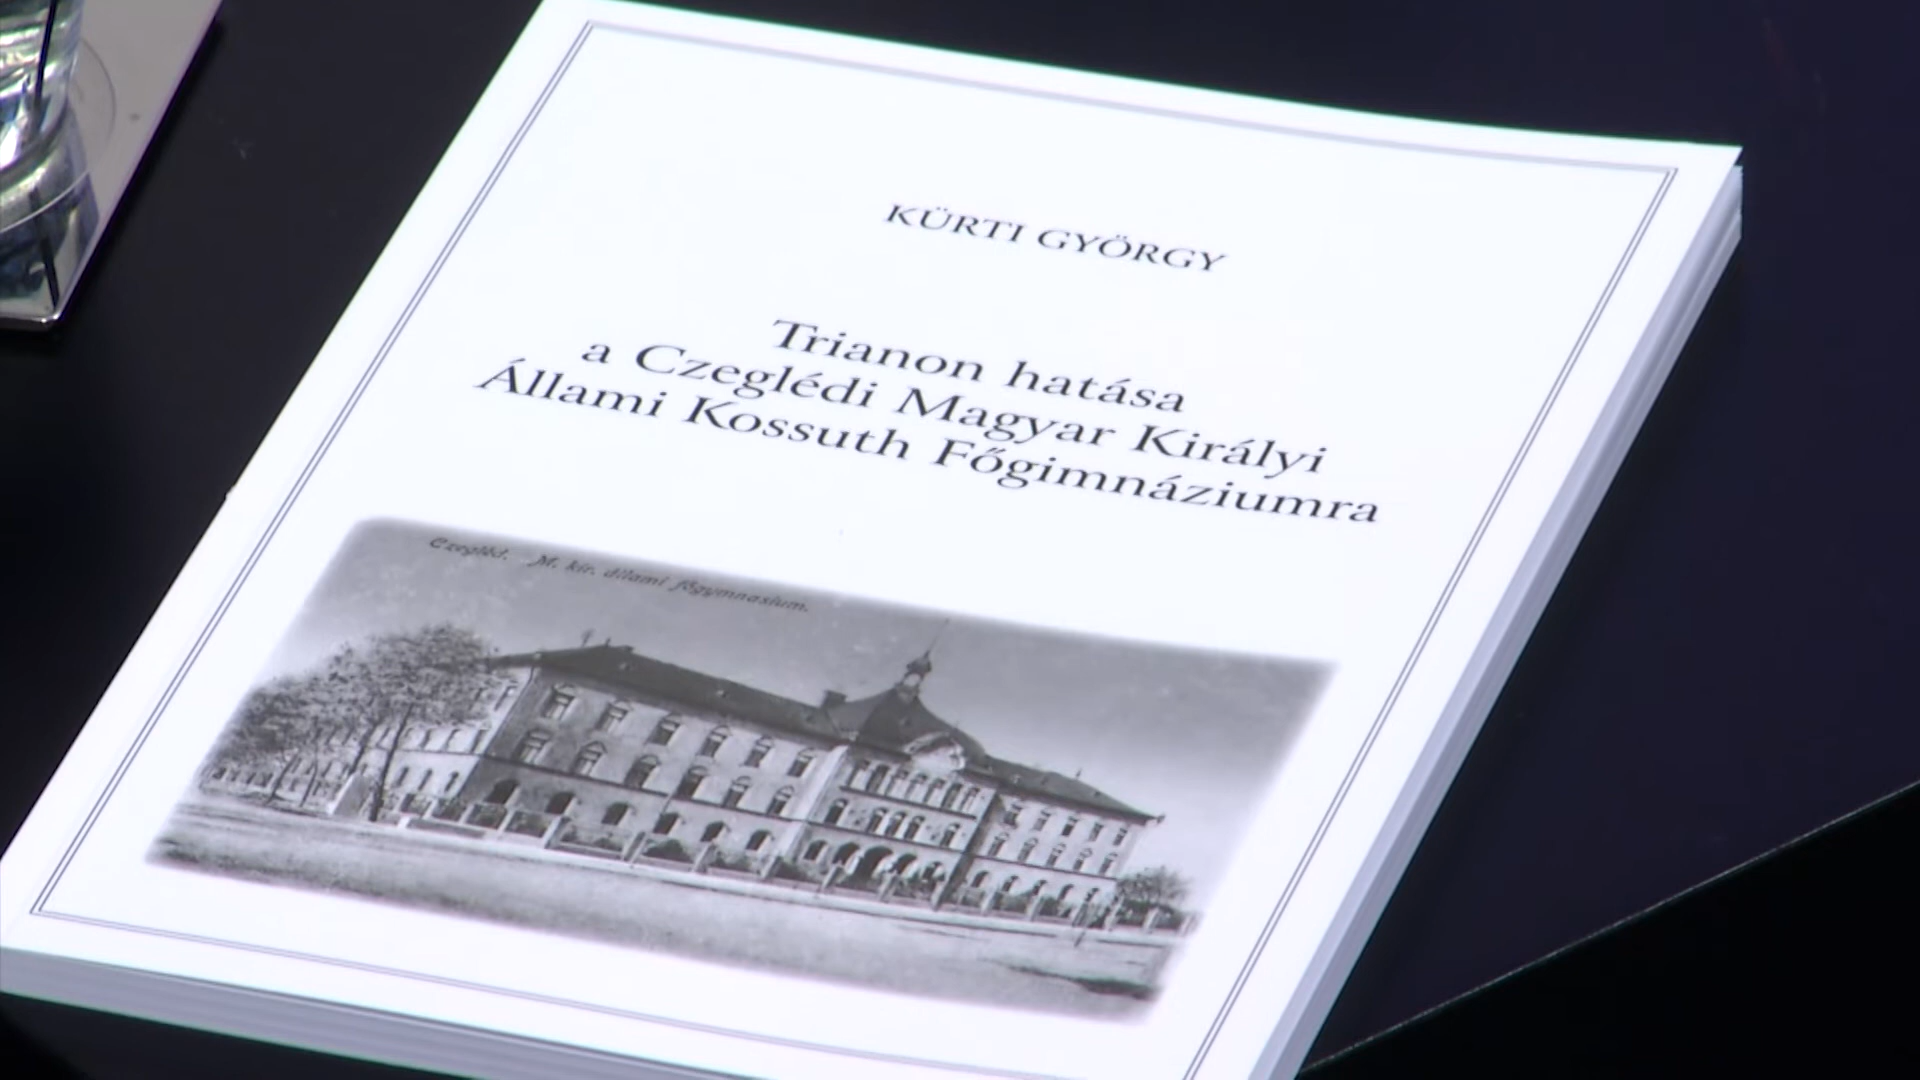 KÜRTI GYÖRGY
Trianon hatása
a Czeglédi Magyar Királyi
Állami Kossuth Főgimnáziumra
Czegléd. M. kir. állami főgymnasium.